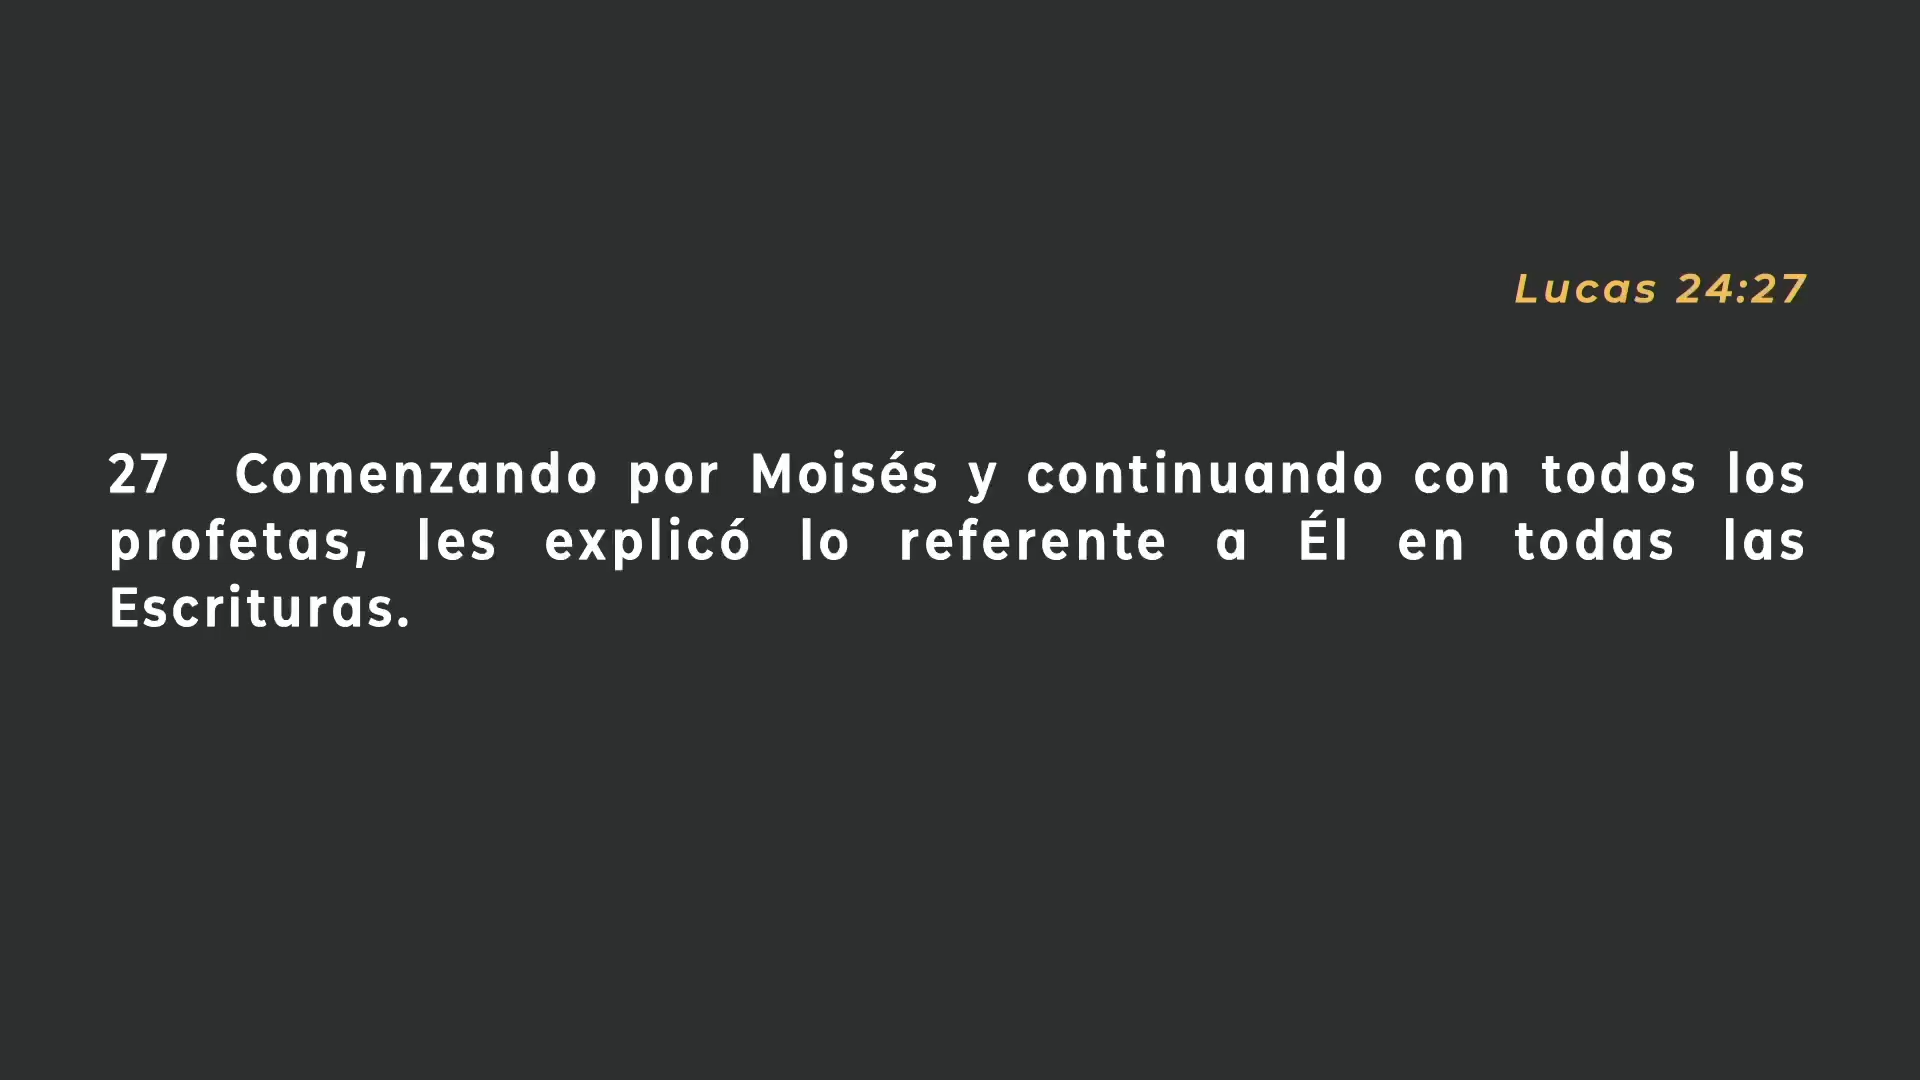 Lucas 24:27
27 Comenzando por Moisés y continuando con todos los
profetas, les explicó lo referente a Él en todas las
Escrituras.